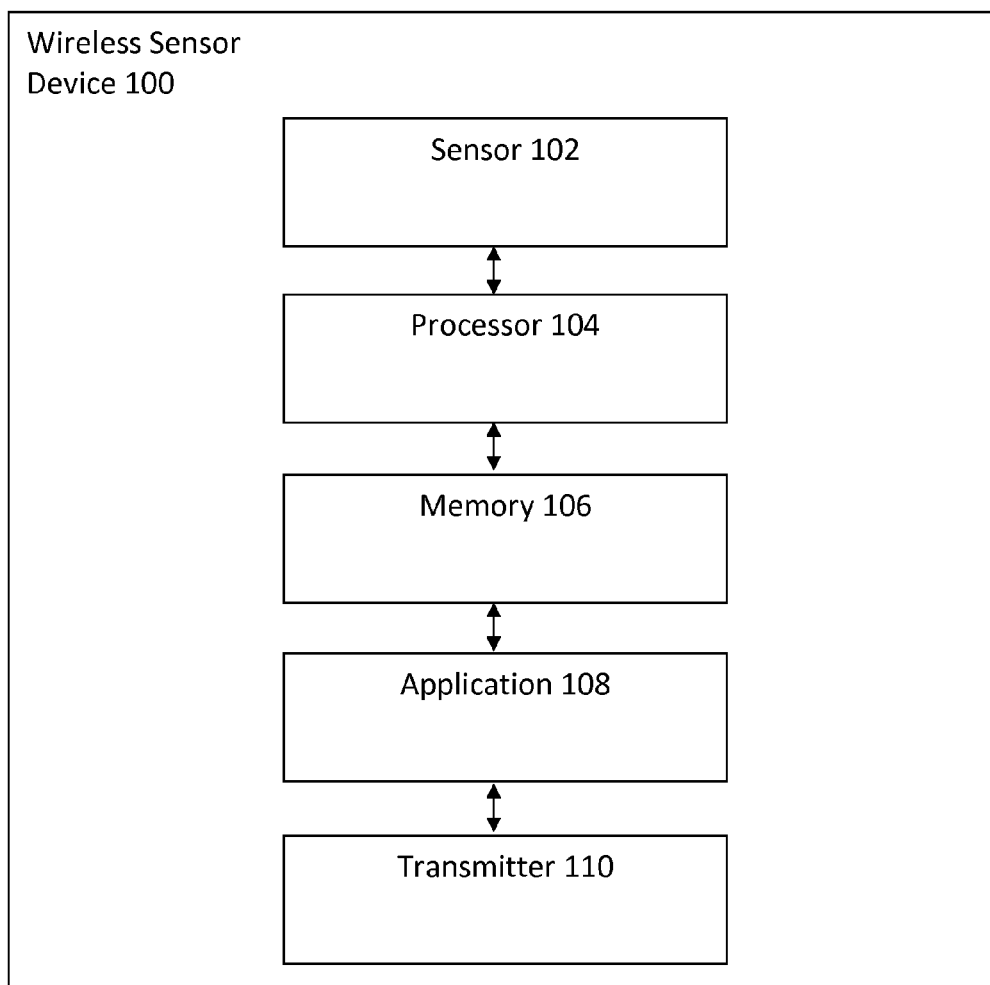 Wireless Sensor
Device 100
Sensor 102
Processor 104
Memory 106
Application 108
Transmitter 110